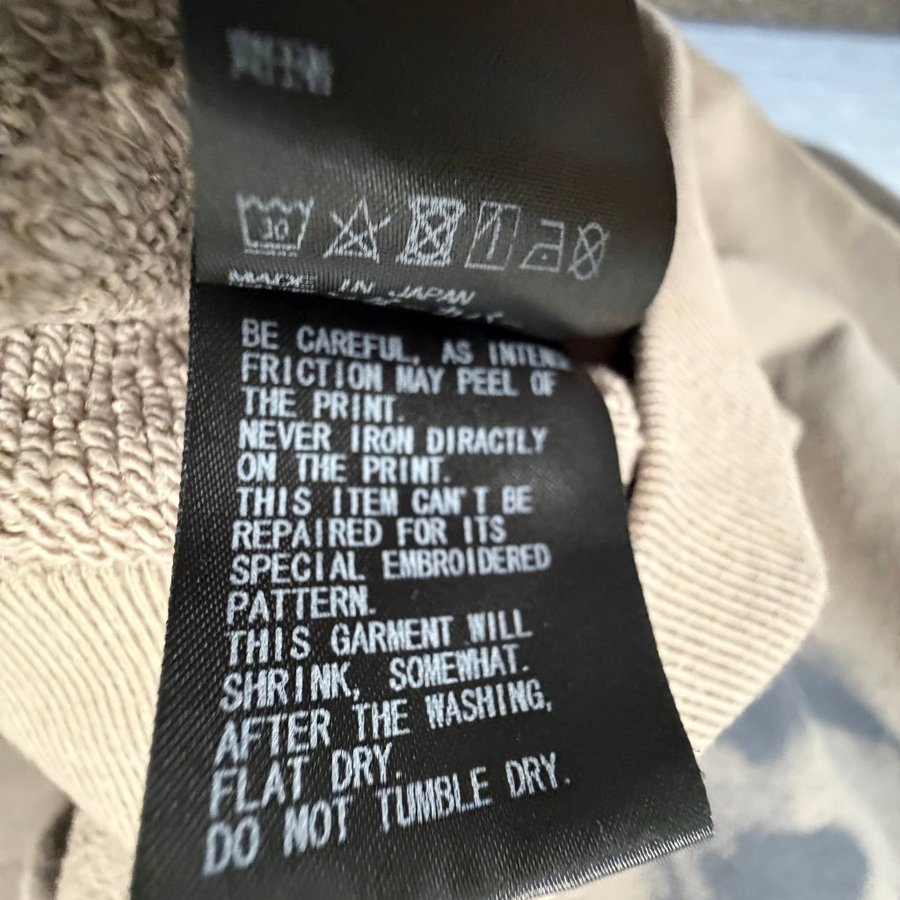 30
MADE IN JAPAN
BE CAREFUL, AS INTENS
FRICTION MAY PEEL OF
THE PRINT.
NEVER IRON DIRACTLY
ON THE PRINT.
THIS ITEM CAN'T BE
REPAIRED FOR ITS
SPECIAL EMBROIDERED
PATTERN.
THIS GARMENT WILL
SHRINK, SOMEWHAT.
AFTER THE WASHING,
FLAT DRY.
DO NOT TUMBLE DRY.